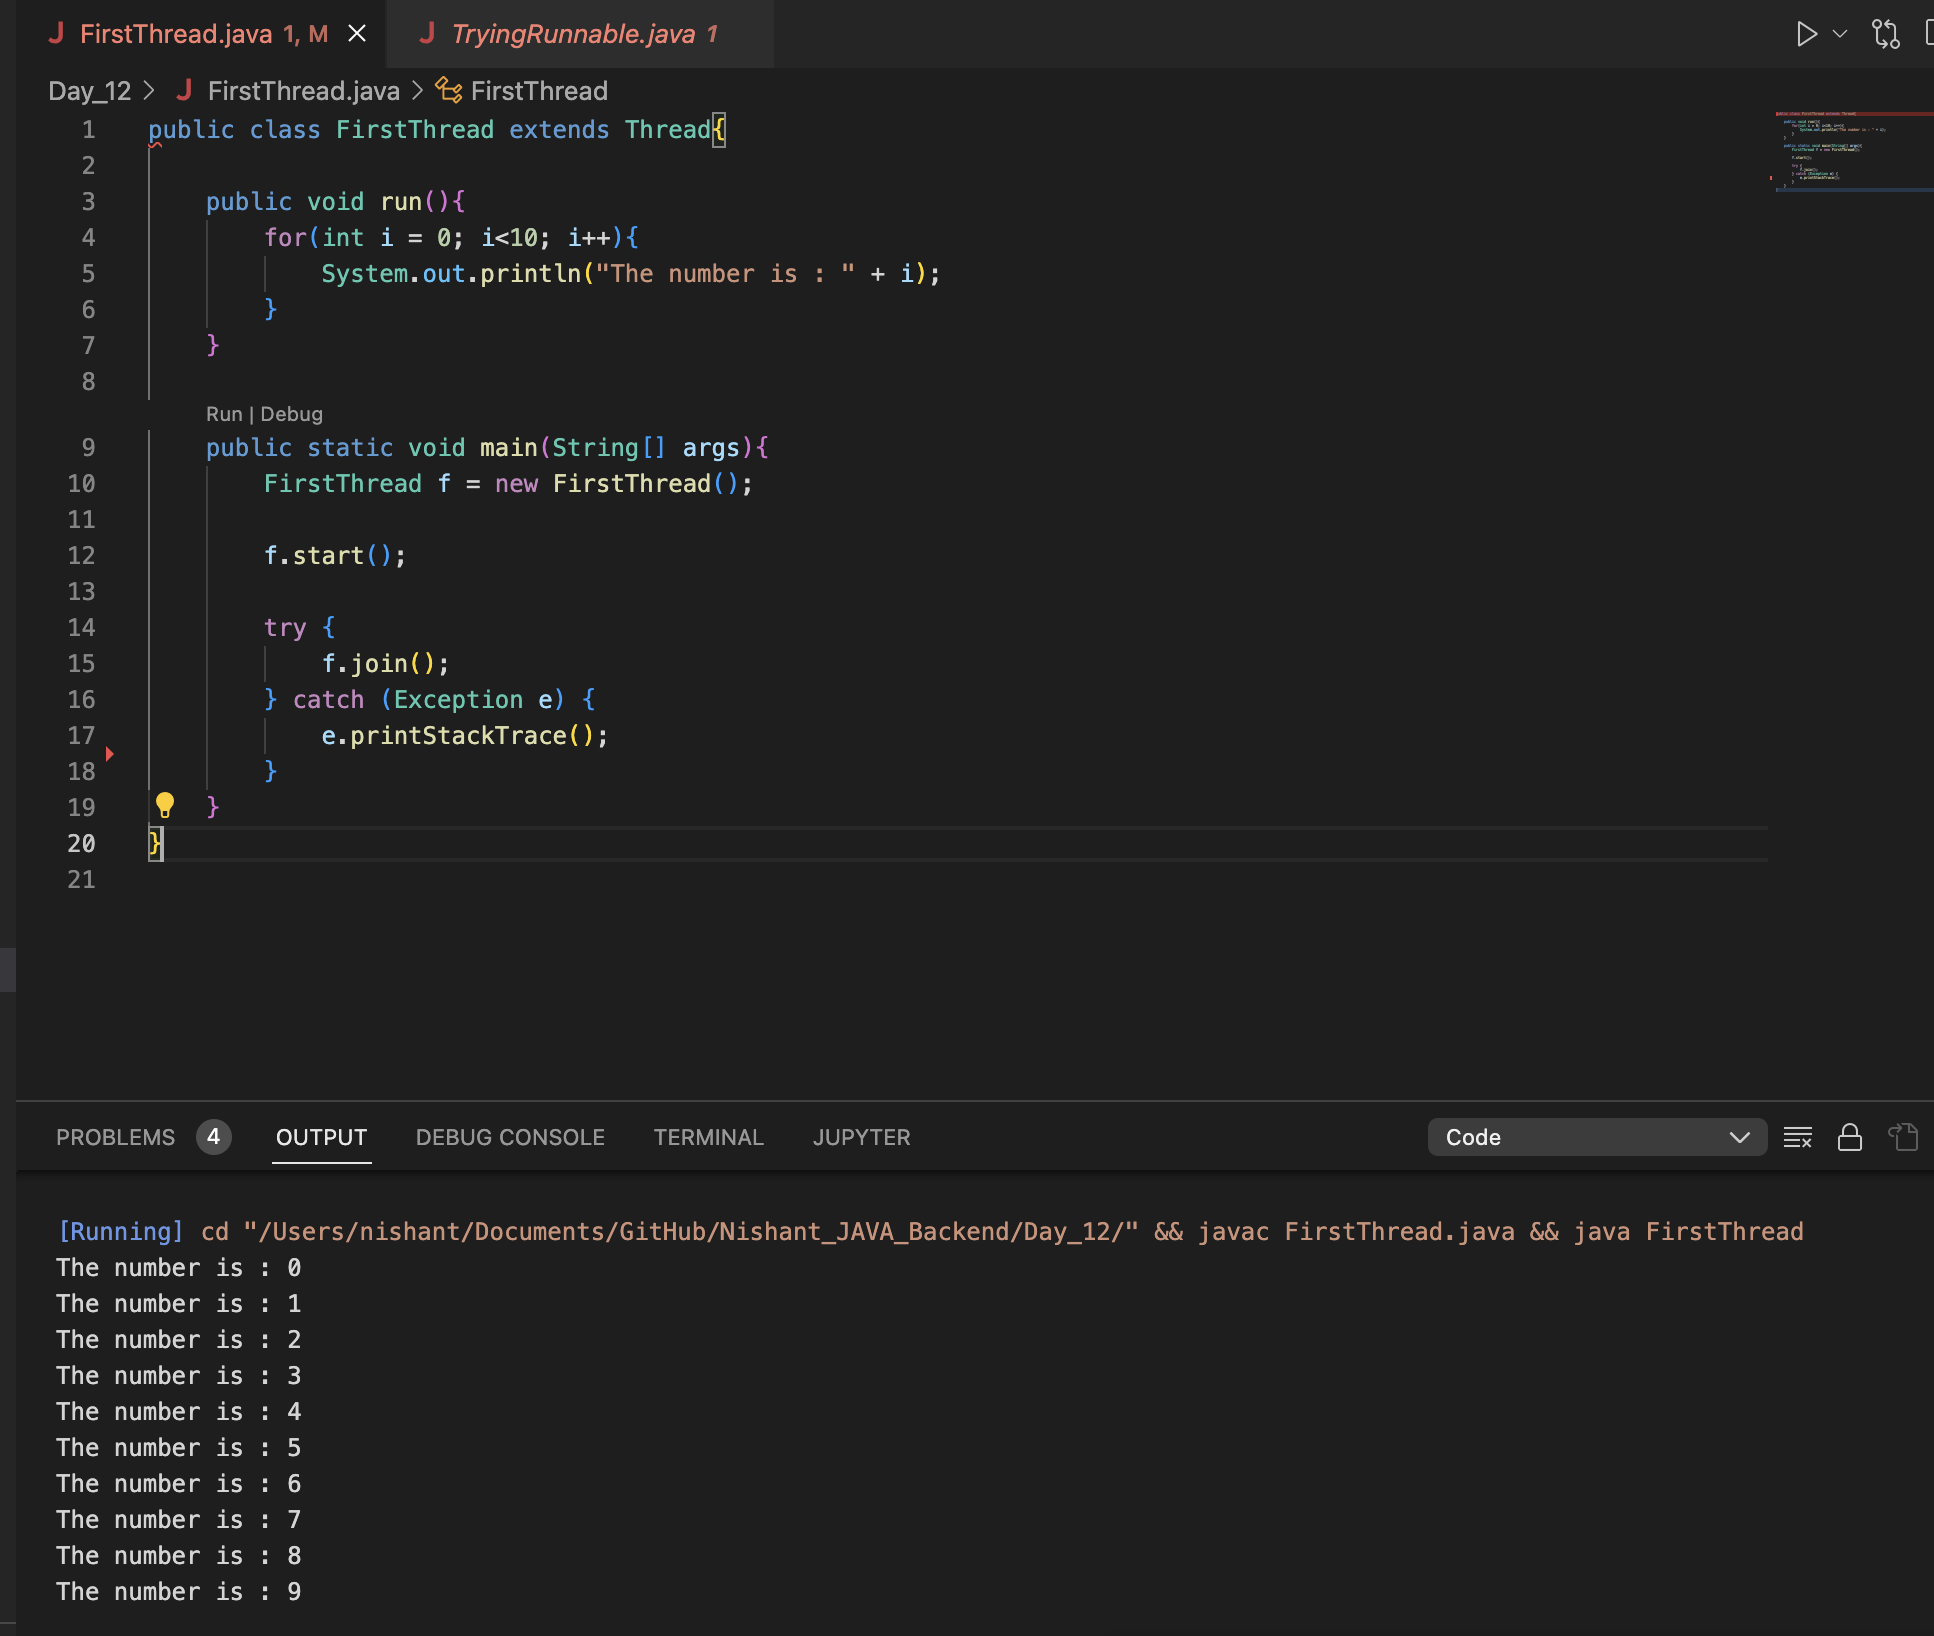 FirstThread.java 1, M
TryingRunnable.java 1
Day_12 > FirstThread.java > FirstThread
1 public class FirstThread extends Thread{
2
3 public void run(){
4 for(int i = 0; i<10; i++){
5 System.out.println("The number is : " + i);
6 }
7 }
8
Run | Debug
9 public static void main(String[] args){
10 FirstThread f = new FirstThread();
11
12 f.start();
13
14 try {
15 f.join();
16 } catch (Exception e) {
17 e.printStackTrace();
18 }
19 }
20 }
21
PROBLEMS 4 OUTPUT DEBUG CONSOLE TERMINAL JUPYTER Code
[Running] cd "/Users/nishant/Documents/GitHub/Nishant_JAVA_Backend/Day_12/" && javac FirstThread.java && java FirstThread
The number is : 0
The number is : 1
The number is : 2
The number is : 3
The number is : 4
The number is : 5
The number is : 6
The number is : 7
The number is : 8
The number is : 9